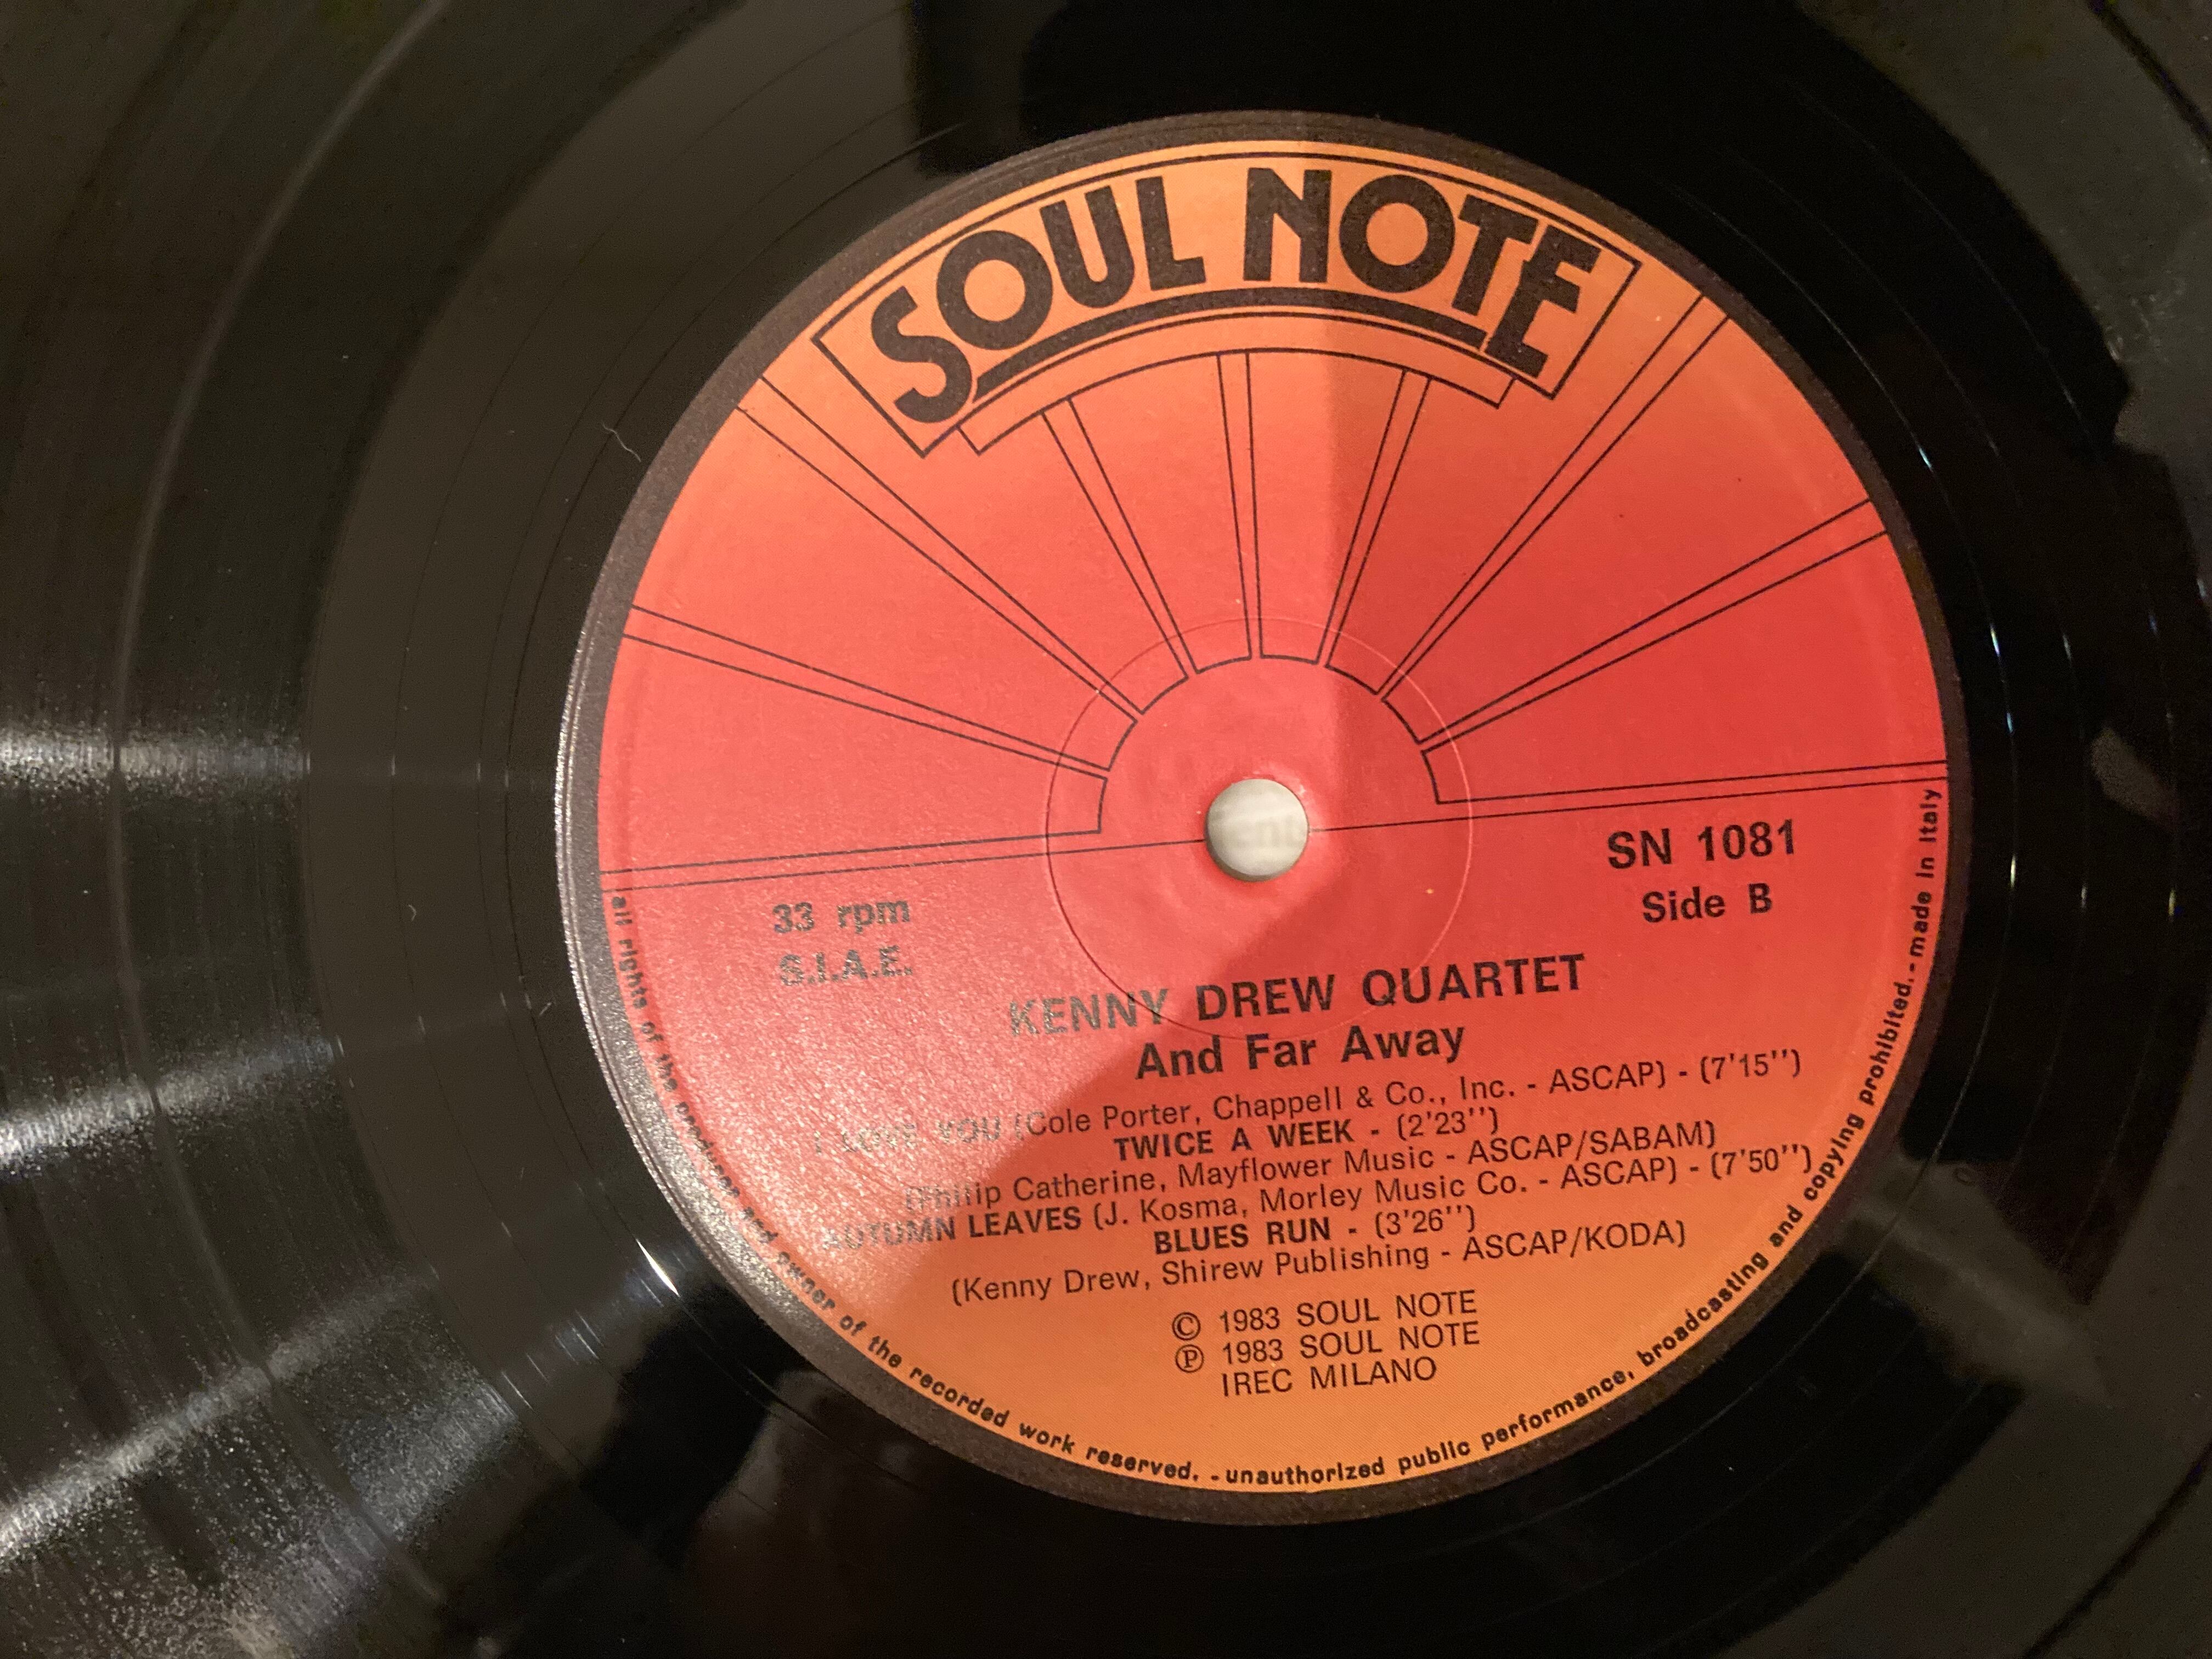 SOUL NOTE
33 rpm
S.I.A.E.
SN 1081
Side B
KENNY DREW QUARTET
And Far Away
I LOVE YOU (Cole Porter, Chappell & Co., Inc. - ASCAP) - (7'15'')
TWICE A WEEK - (2'23'')
(Philip Catherine, Mayflower Music - ASCAP/SABAM)
AUTUMN LEAVES (J. Kosma, Morley Music Co. - ASCAP) - (7'50'')
BLUES RUN - (3'26'')
(Kenny Drew, Shirew Publishing - ASCAP/KODA)
© 1983 SOUL NOTE
℗ 1983 SOUL NOTE
IREC MILANO
all rights of the producer and owner of the recorded work reserved. - unauthorized public performance, broadcasting and copying prohibited. - made in Italy